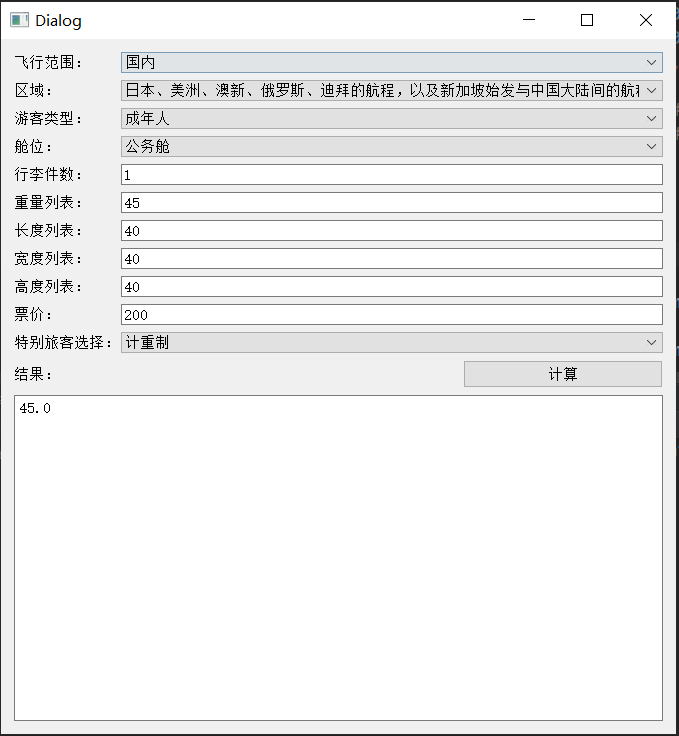 Dialog
飞行范围： 国内
区域： 日本、美洲、澳新、俄罗斯、迪拜的航程，以及新加坡始发与中国大陆间的航
游客类型： 成年人
舱位： 公务舱
行李件数： 1
重量列表： 45
长度列表： 40
宽度列表： 40
高度列表： 40
票价： 200
特别旅客选择： 计重制
结果： 计算
45.0